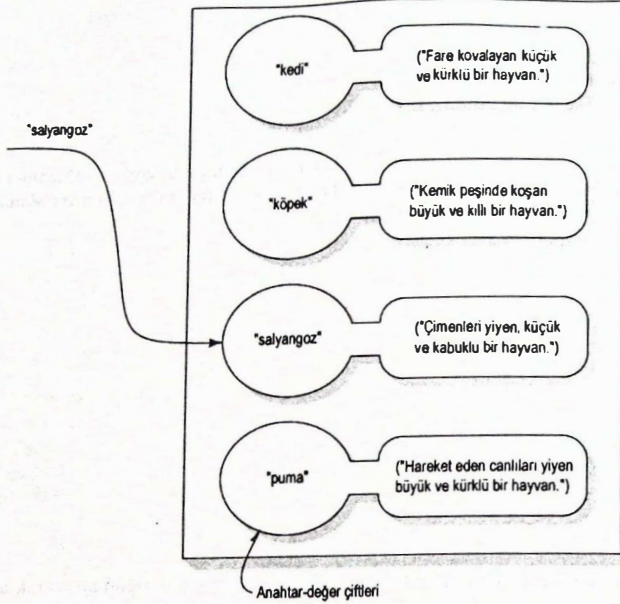 "kedi"
("Fare kovalayan küçük
ve kürklü bir hayvan.")
"salyangoz"
"köpek"
("Kemik peşinde koşan
büyük ve kıllı bir hayvan.")
"salyangoz"
("Çimenleri yiyen, küçük
ve kabuklu bir hayvan.")
"puma"
("Hareket eden canlıları yiyen
büyük ve kürklü bir hayvan.")
Anahtar-değer çiftleri